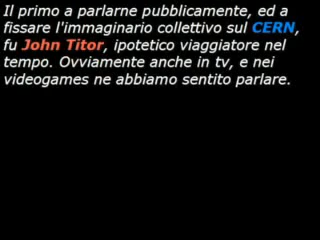 Il primo a parlarne pubblicamente, ed a
fissare l'immaginario collettivo sul CERN,
fu John Titor, ipotetico viaggiatore nel
tempo. Ovviamente anche in tv, e nei
videogames ne abbiamo sentito parlare.